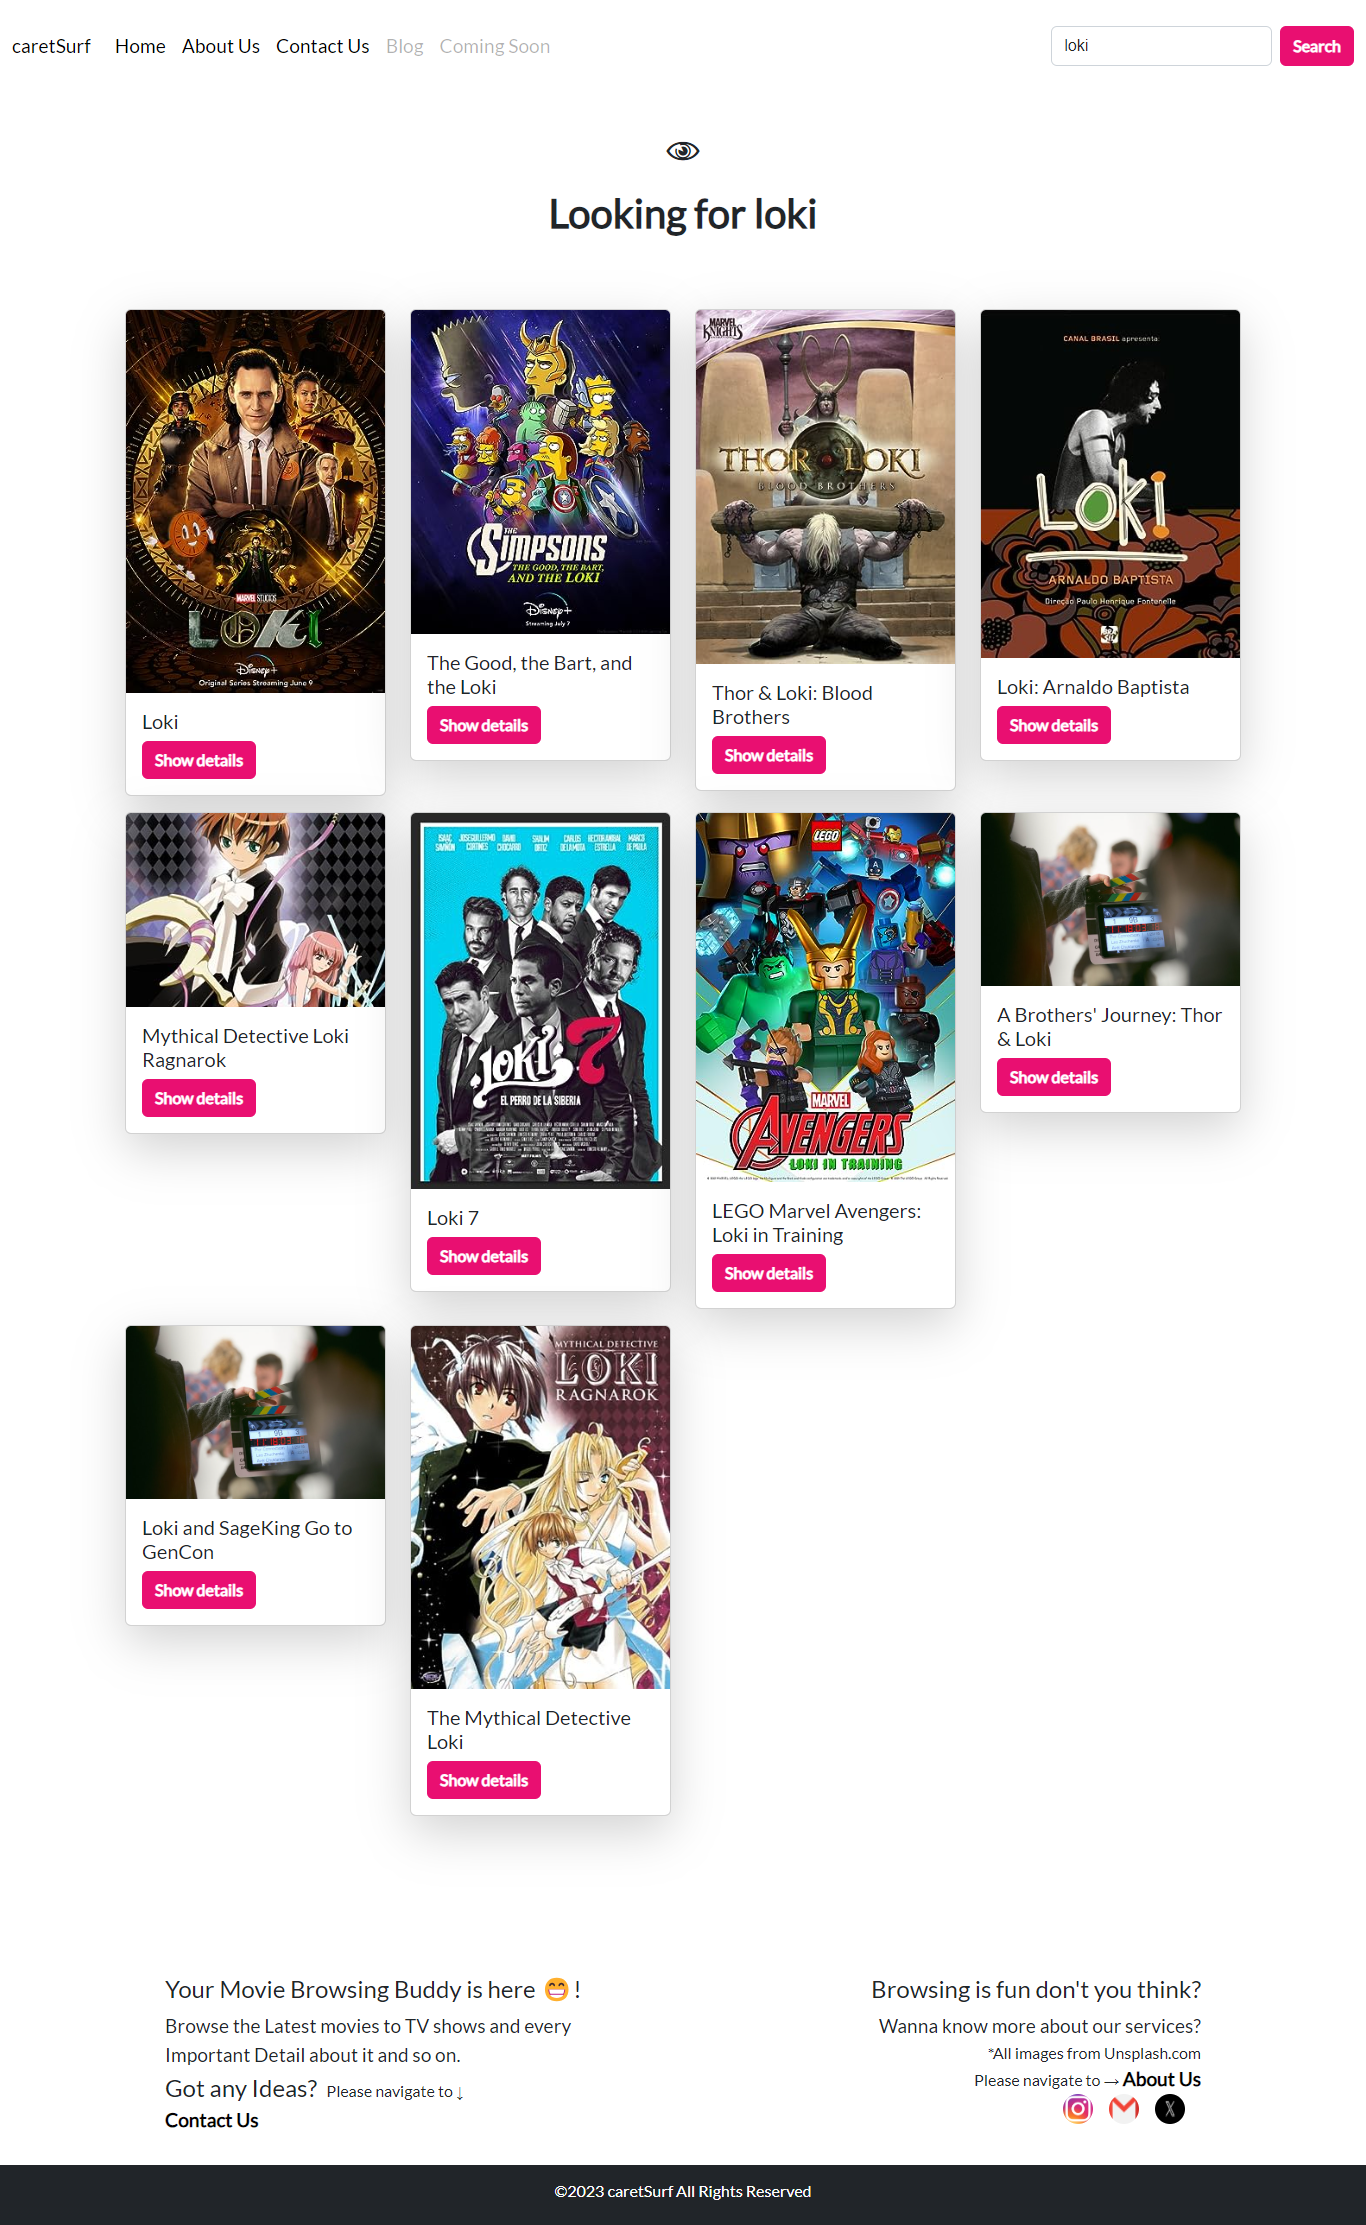 caretSurf Home About Us Contact Us Blog Coming Soon
loki
Search
Looking for loki
MARVEL STUDIOS
LOKI
Disney+
Original Series Streaming June 9
Loki
Show details
THE
SIMPSONS
THE GOOD, THE BART,
AND THE LOKI
Disney+
Streaming July 7
The Good, the Bart, and
the Loki
Show details
MARVEL
KNIGHTS
THOR LOKI
BLOOD BROTHERS
Thor & Loki: Blood
Brothers
Show details
CANAL BRASIL apresenta:
LOKI
ARNALDO BAPTISTA
Direção Paulo Henrique Fontenelle
Loki: Arnaldo Baptista
Show details
Mythical Detective Loki
Ragnarok
Show details
LOKI 7
EL PERRO DE LA SIBERIA
Loki 7
Show details
LEGO
MARVEL
AVENGERS
LOKI IN TRAINING
LEGO Marvel Avengers:
Loki in Training
Show details
A Brothers' Journey: Thor
& Loki
Show details
Loki and SageKing Go to
GenCon
Show details
MYTHICAL DETECTIVE
LOKI
RAGNAROK
The Mythical Detective
Loki
Show details
Your Movie Browsing Buddy is here 😁 !
Browse the Latest movies to TV shows and every
Important Detail about it and so on.
Got any Ideas? Please navigate to ↓
Contact Us
Browsing is fun don't you think?
Wanna know more about our services?
*All images from Unsplash.com
Please navigate to → About Us
©2023 caretSurf All Rights Reserved